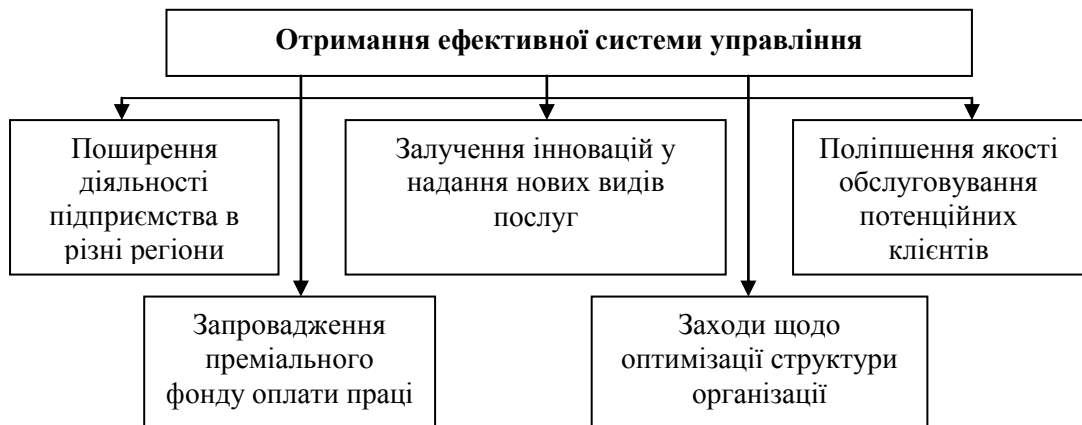 Отримання ефективної системи управління
Поширення
діяльності
підприємства в
різні регіони
Залучення інновацій у
надання нових видів
послуг
Поліпшення якості
обслуговування
потенційних
клієнтів
Запровадження
преміального
фонду оплати праці
Заходи щодо
оптимізації структури
організації